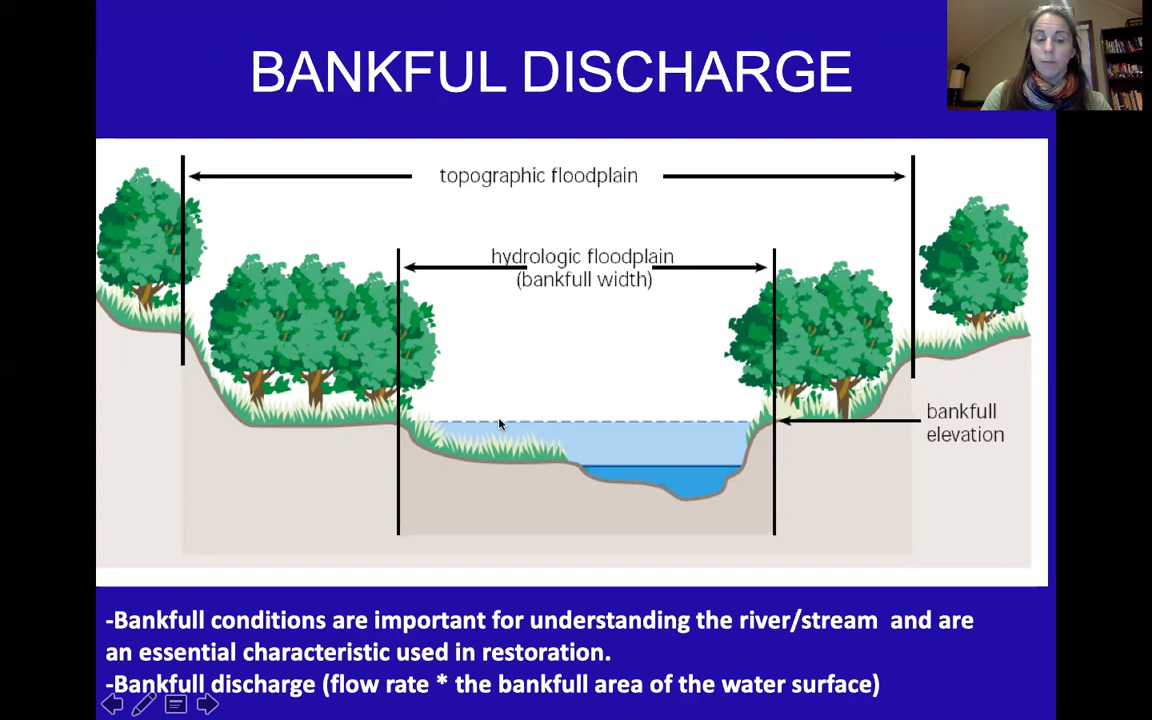 BANKFUL DISCHARGE
topographic floodplain
hydrologic floodplain
(bankfull width)
bankfull
elevation
-Bankfull conditions are important for understanding the river/stream  and are
an essential characteristic used in restoration.
-Bankfull discharge (flow rate * the bankfull area of the water surface)